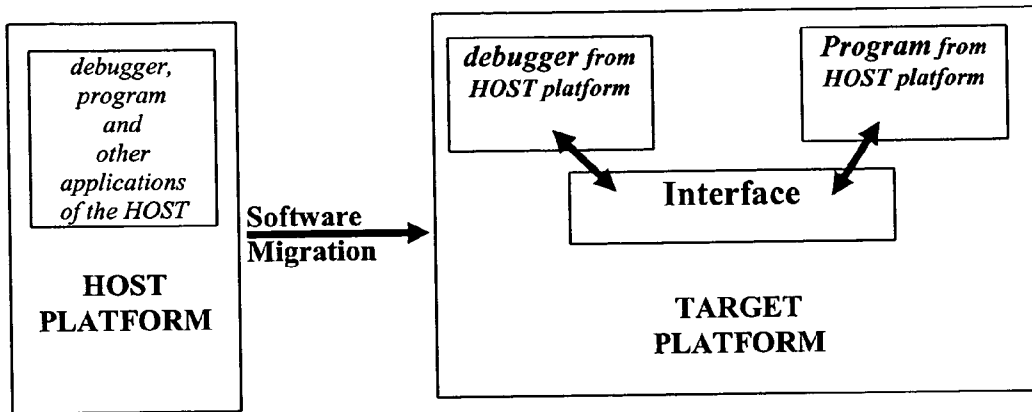 debugger,
program
and
other
applications
of the HOST
HOST
PLATFORM
Software
Migration
debugger from
HOST platform
Program from
HOST platform
Interface
TARGET
PLATFORM